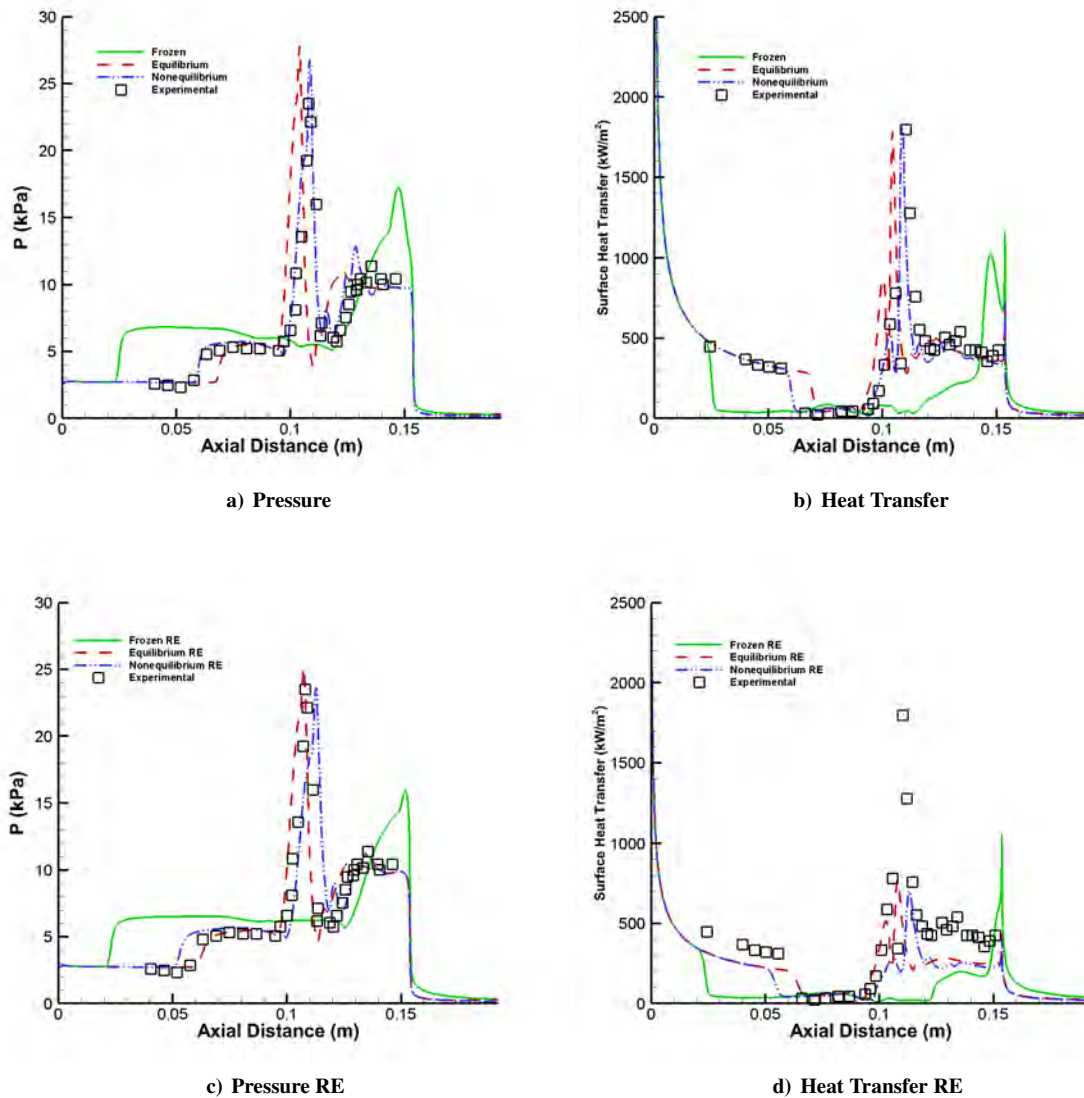 30
25
20
15
10
5
0
P (kPa)
Frozen
Equilibrium
Nonequilibrium
Experimental
0
0.05
0.1
0.15
Axial Distance (m)
a) Pressure
2500
2000
1500
1000
500
0
Surface Heat Transfer (kW/m²)
Frozen
Equilibrium
Nonequilibrium
Experimental
0
0.05
0.1
0.15
Axial Distance (m)
b) Heat Transfer
30
25
20
15
10
5
0
P (kPa)
Frozen RE
Equilibrium RE
Nonequilibrium RE
Experimental
0
0.05
0.1
0.15
Axial Distance (m)
c) Pressure RE
2500
2000
1500
1000
500
0
Surface Heat Transfer (kW/m²)
Frozen RE
Equilibrium RE
Nonequilibrium RE
Experimental
0
0.05
0.1
0.15
Axial Distance (m)
d) Heat Transfer RE